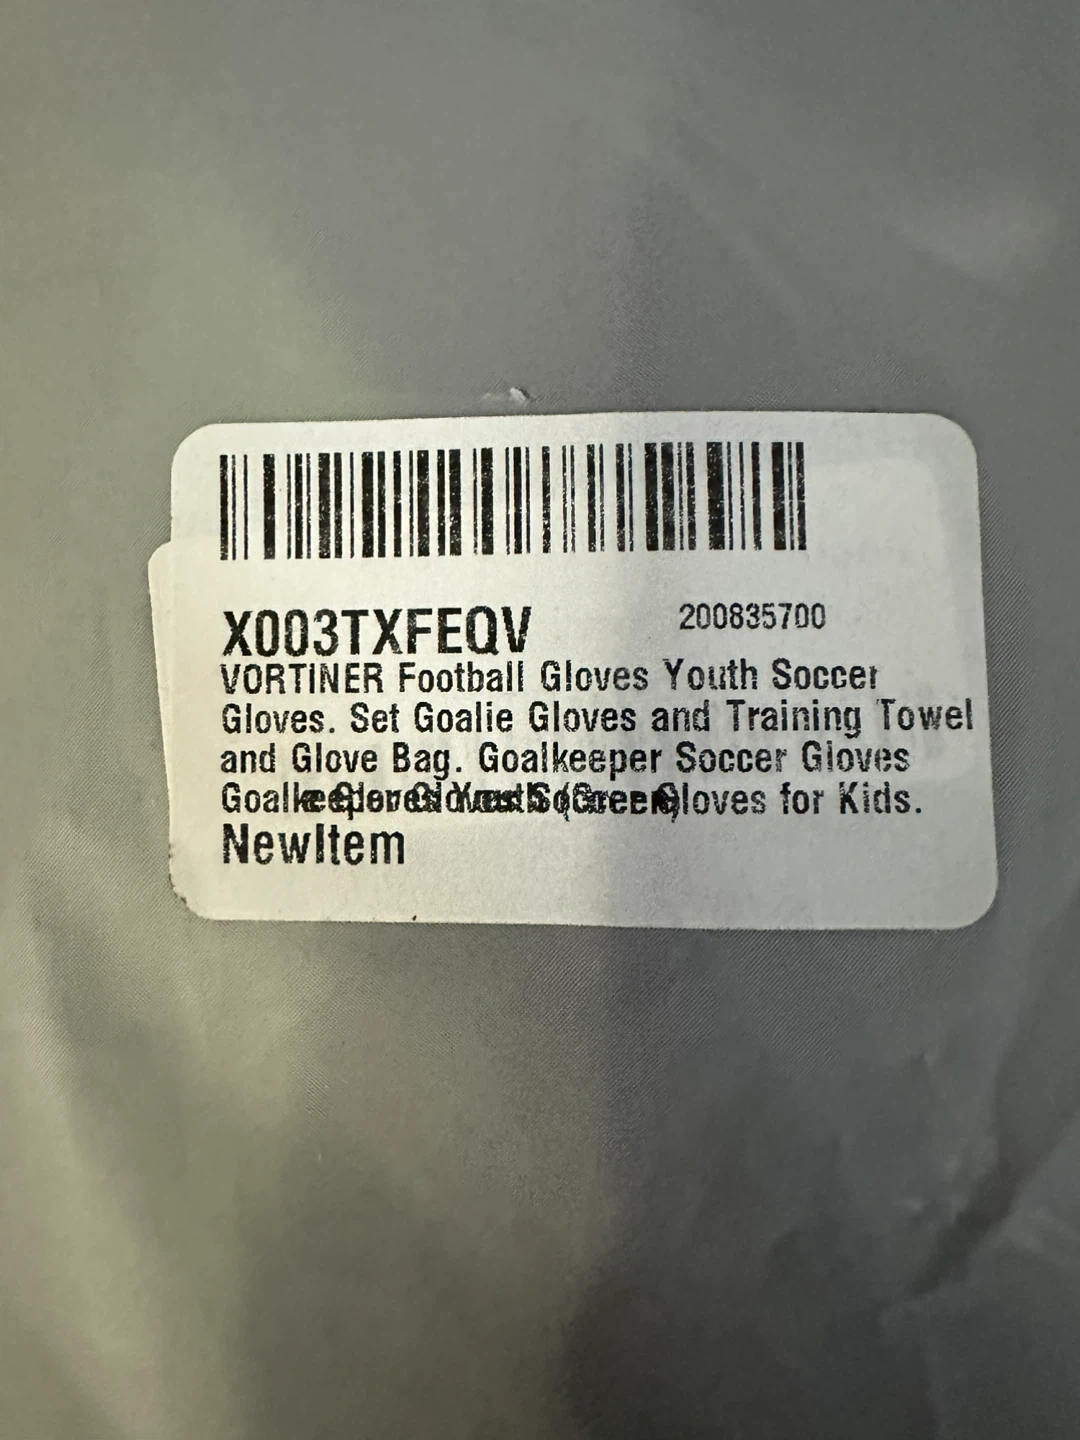 X003TXFEQV
200835700
VORTINER Football Gloves Youth Soccer
Gloves. Set Goalie Gloves and Training Towel
and Glove Bag. Goalkeeper Soccer Gloves
for Kids.
NewItem